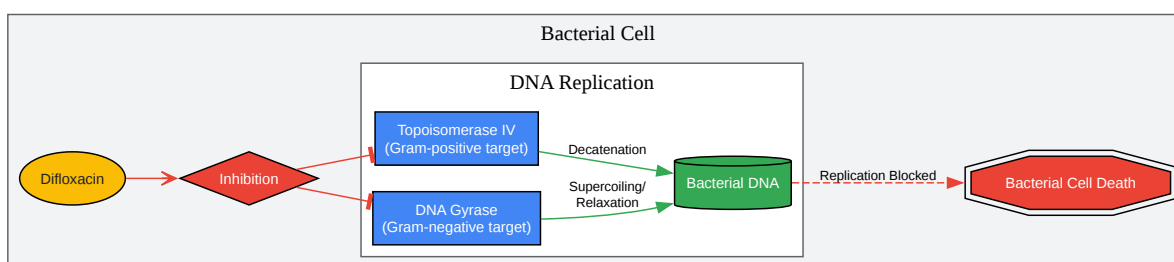 Bacterial Cell
DNA Replication
Difloxacin
Inhibition
Topoisomerase IV
(Gram-positive target)
DNA Gyrase
(Gram-negative target)
Decatenation
Supercoiling/
Relaxation
Bacterial DNA
Replication Blocked
Bacterial Cell Death